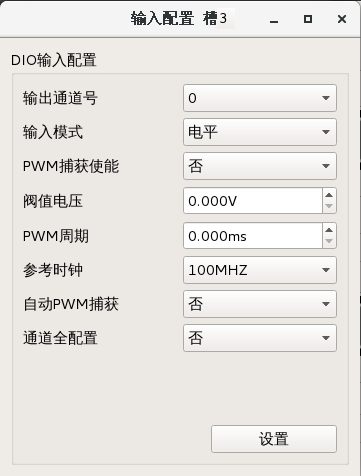 输入配置 槽3
DIO输入配置
输出通道号 0
输入模式 电平
PWM捕获使能 否
阀值电压 0.000V
PWM周期 0.000ms
参考时钟 100MHZ
自动PWM捕获 否
通道全配置 否
设置